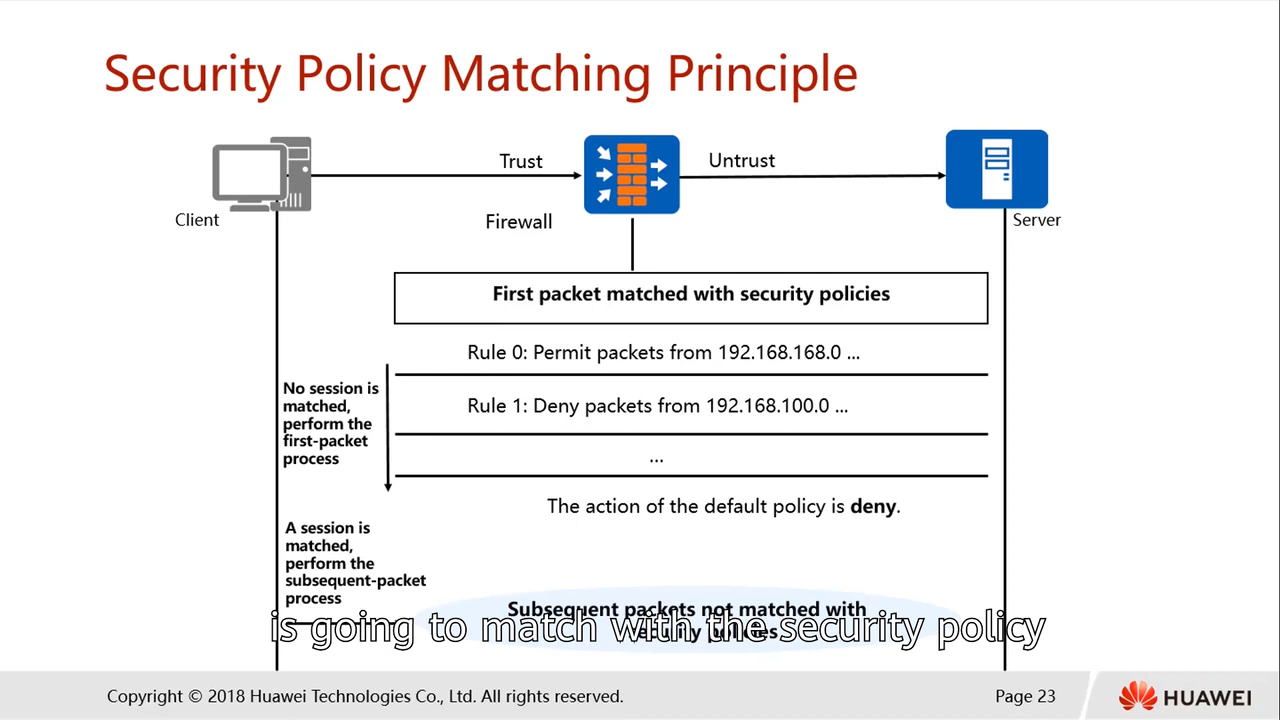 Security Policy Matching Principle
Trust
Untrust
Client
Firewall
Server
First packet matched with security policies
Rule 0: Permit packets from 192.168.168.0 ...
Rule 1: Deny packets from 192.168.100.0 ...
...
The action of the default policy is deny.
No session is
matched,
perform the
first-packet
process
A session is
matched,
perform the
subsequent-packet
process
Subsequent packets not matched with
security policies
is going to match with the security policy
Copyright © 2018 Huawei Technologies Co., Ltd. All rights reserved.
Page 23
HUAWEI